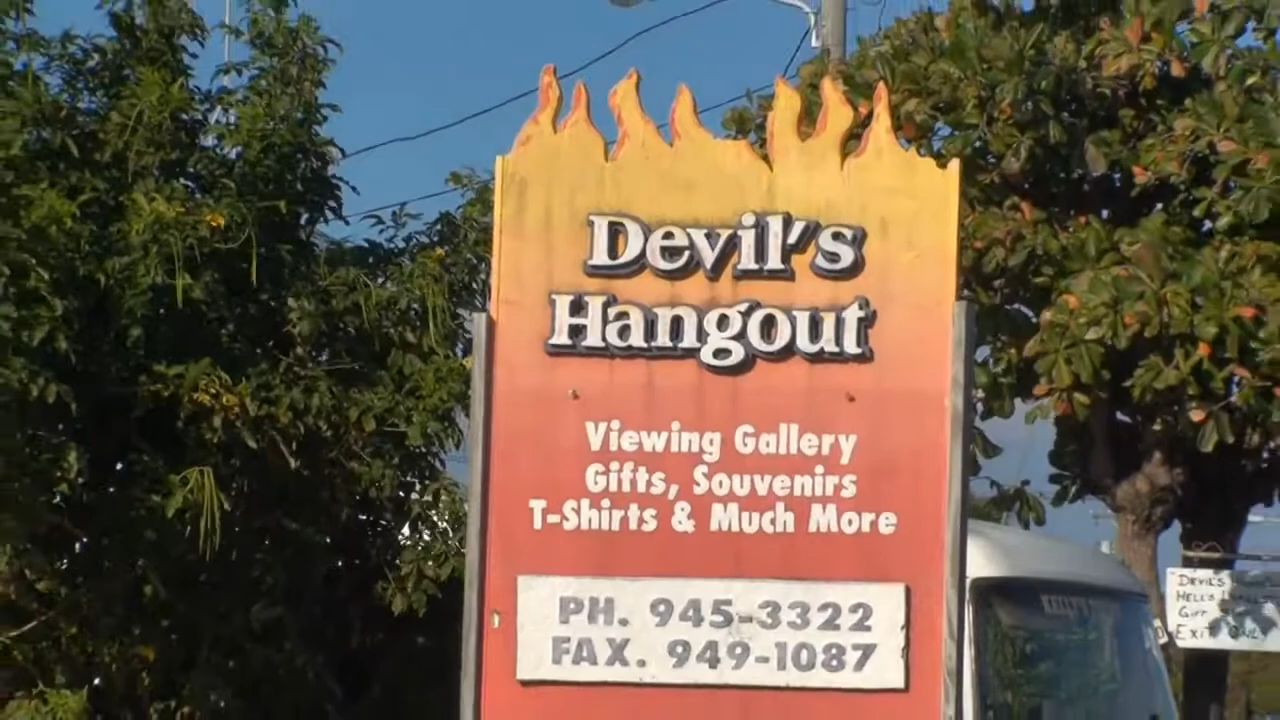 Devil's
Hangout
Viewing Gallery
Gifts, Souvenirs
T-Shirts & Much More
PH. 945-3322
FAX. 949-1087
DEVIL'S
HELL'S
GIFT
EXIT ONLY